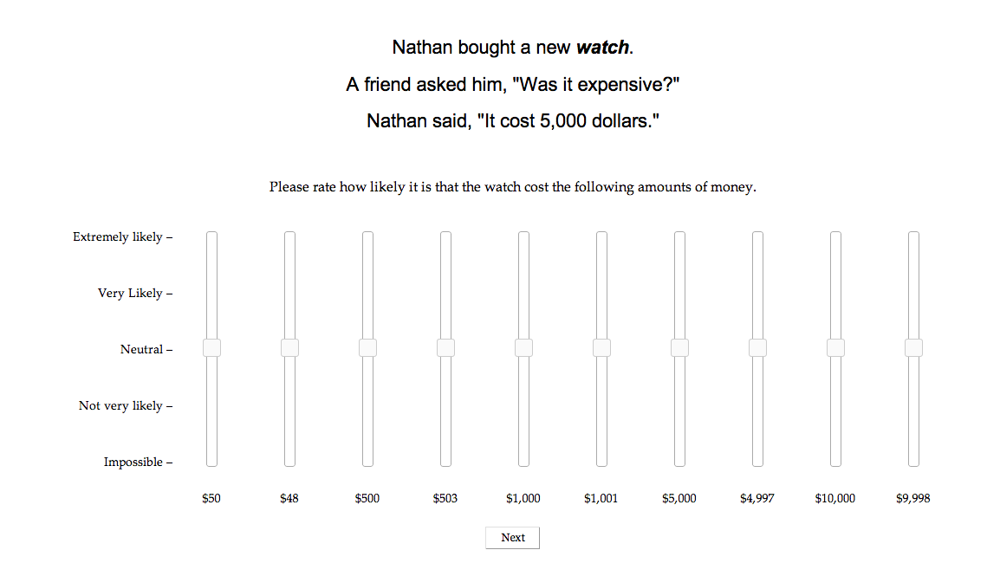 Nathan bought a new watch.
A friend asked him, "Was it expensive?"
Nathan said, "It cost 5,000 dollars."
Please rate how likely it is that the watch cost the following amounts of money.
Extremely likely –
Very Likely –
Neutral –
Not very likely –
Impossible –
$50 $48 $500 $503 $1,000 $1,001 $5,000 $4,997 $10,000 $9,998
Next